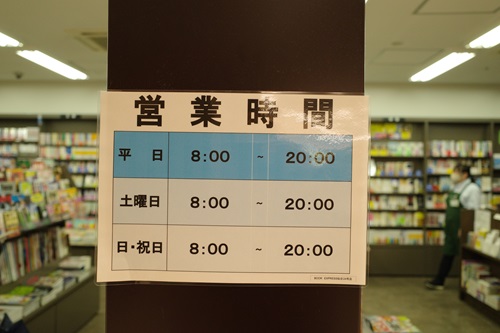 営業時間
平 日 8:00 ~ 20:00
土曜日 8:00 ~ 20:00
日・祝日 8:00 ~ 20:00